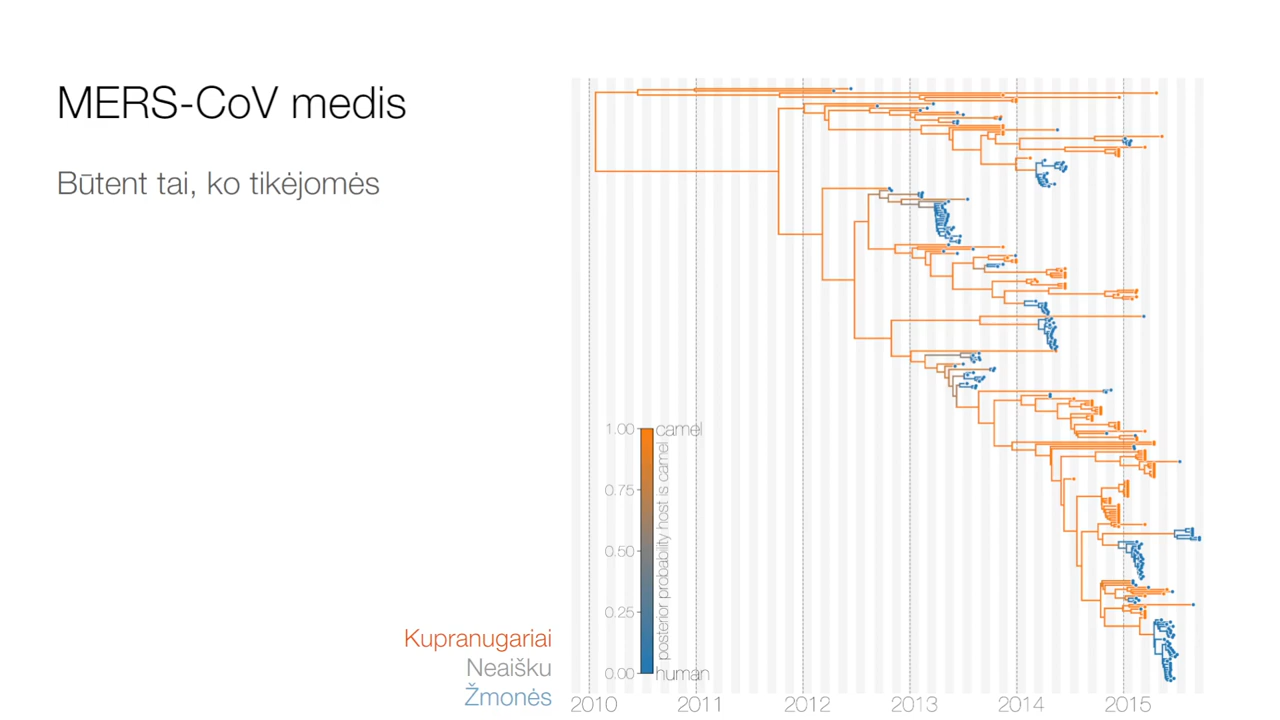 MERS-CoV medis
Būtent tai, ko tikėjomės
1.00
camel
0.75
0.50
0.25
0.00
human
posterior probability host is camel
Kupranugariai
Neaišku
Žmonės
2010
2011
2012
2013
2014
2015